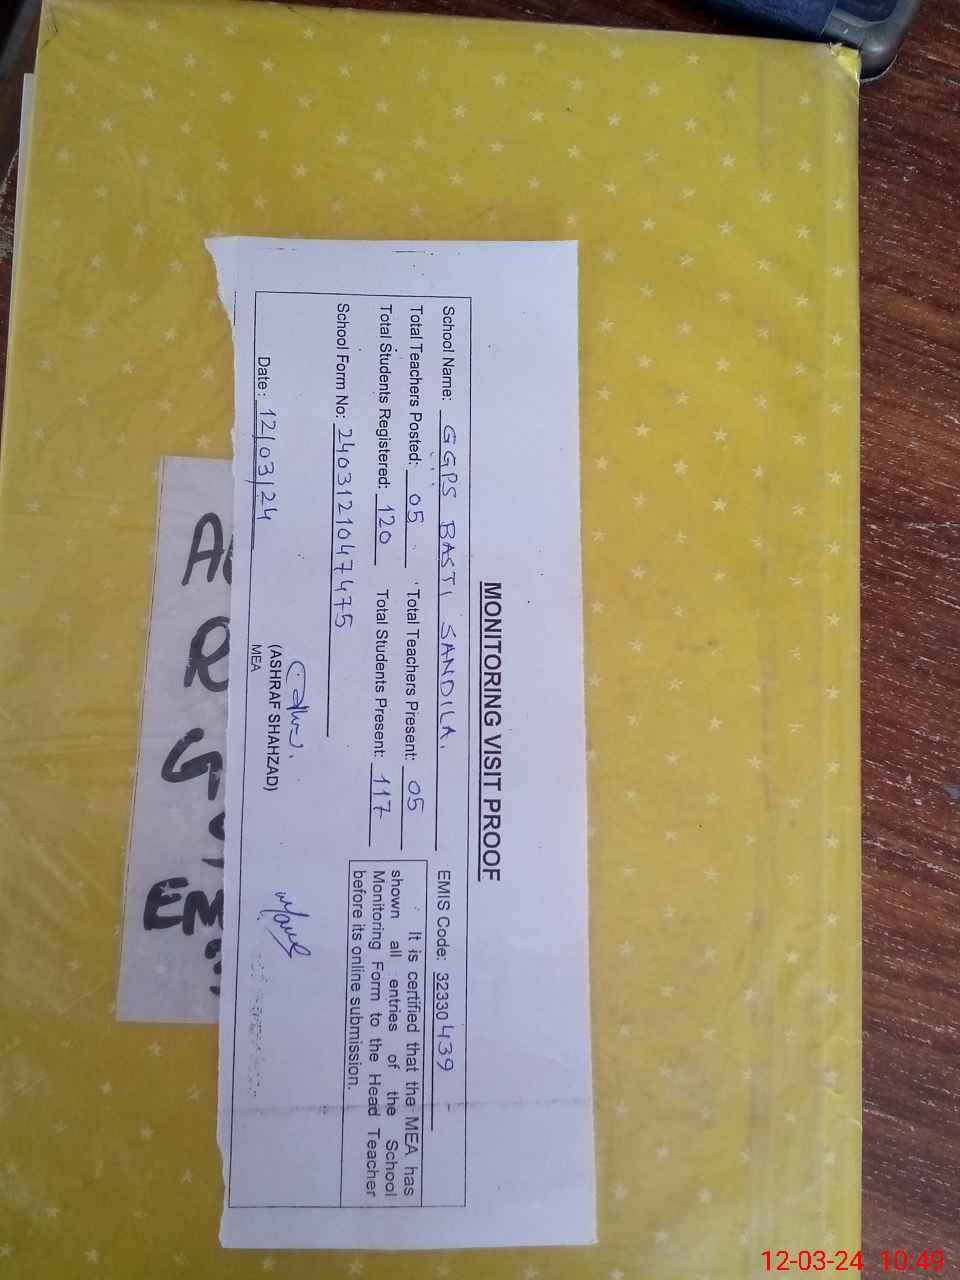 MONITORING VISIT PROOF
School Name: GGPS BASTI SANDILA. EMIS Code: 32330439
Total Teachers Posted: 05 Total Teachers Present: 05
Total Students Registered: 120 Total Students Present: 117
School Form No: 2403121047475
It is certified that the MEA has
shown all entries of the School
Monitoring Form to the Head Teacher
before its online submission.
Date: 12/03/24
(ASHRAF SHAHZAD)
MEA
12-03-24 10:49